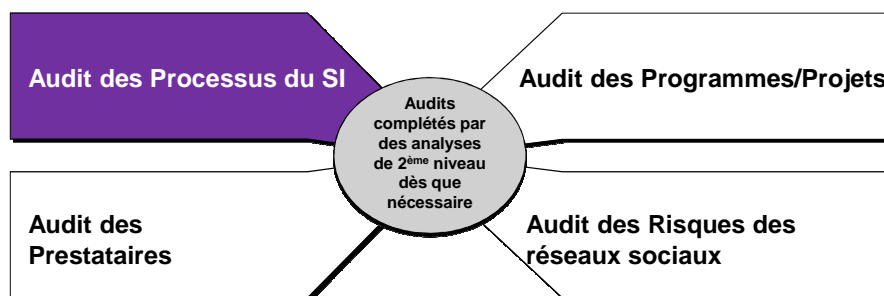 Audit des Processus du SI
Audit des Programmes/Projets
Audits
complétés par
des analyses
de 2ème niveau
dès que
nécessaire
Audit des
Prestataires
Audit des Risques des
réseaux sociaux